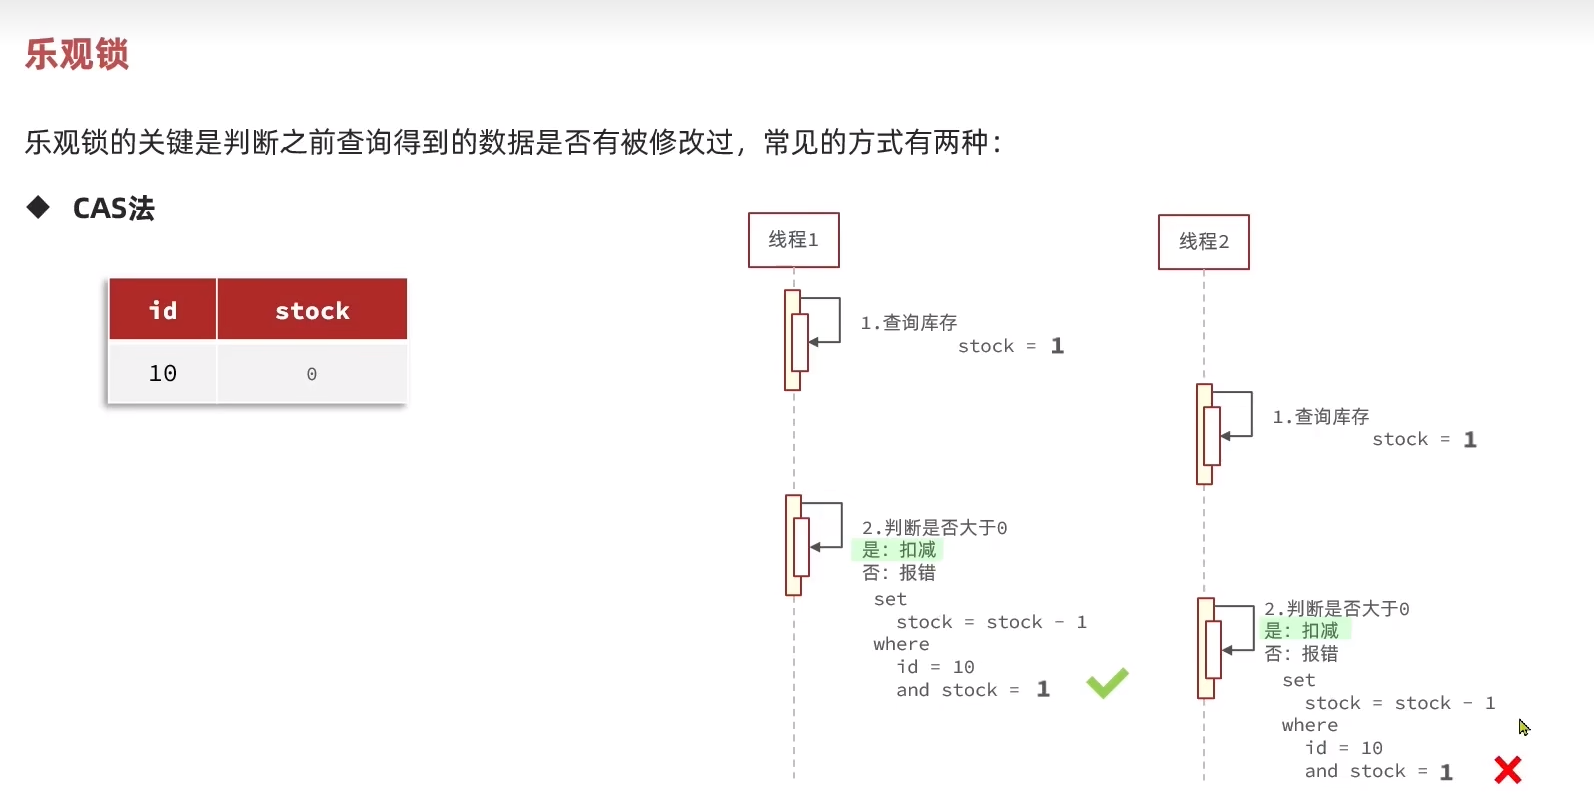 乐观锁
乐观锁的关键是判断之前查询得到的数据是否有被修改过，常见的方式有两种：
◆ CAS法
id stock
10 0
线程1
1.查询库存
stock = 1
2.判断是否大于0
是：扣减
否：报错
set
stock = stock - 1
where
id = 10
and stock = 1
线程2
1.查询库存
stock = 1
2.判断是否大于0
是：扣减
否：报错
set
stock = stock - 1
where
id = 10
and stock = 1